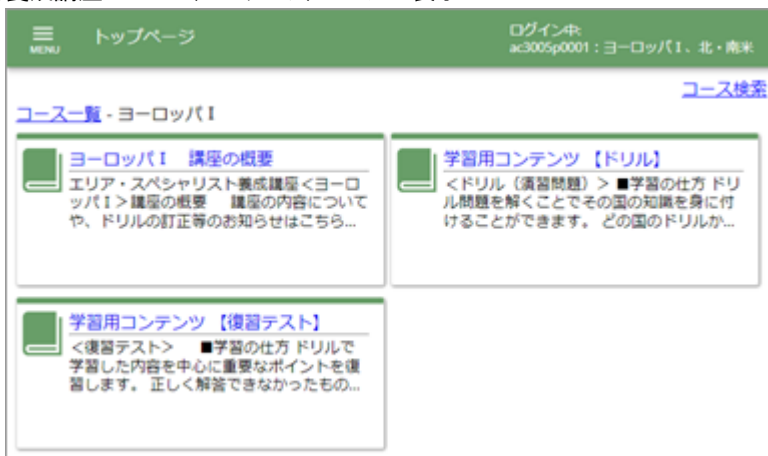 MENU
トップページ
ログイン中:
ac3005p0001：ヨーロッパⅠ、北・南米
コース検索
コース一覧 - ヨーロッパⅠ
ヨーロッパⅠ　講座の概要
エリア・スペシャリスト養成講座＜ヨーロ
ッパⅠ＞講座の概要　　講座の内容について
や、ドリルの訂正等のお知らせはこちら...
学習用コンテンツ 【ドリル】
＜ドリル（演習問題）＞ ■学習の仕方 ドリ
ル問題を解くことでその国の知識を身に付
けることができます。 どの国のドリルか...
学習用コンテンツ 【復習テスト】
＜復習テスト＞　　■学習の仕方 ドリルで
学習した内容を中心に重要なポイントを復
習します。 正しく解答できなかったもの...